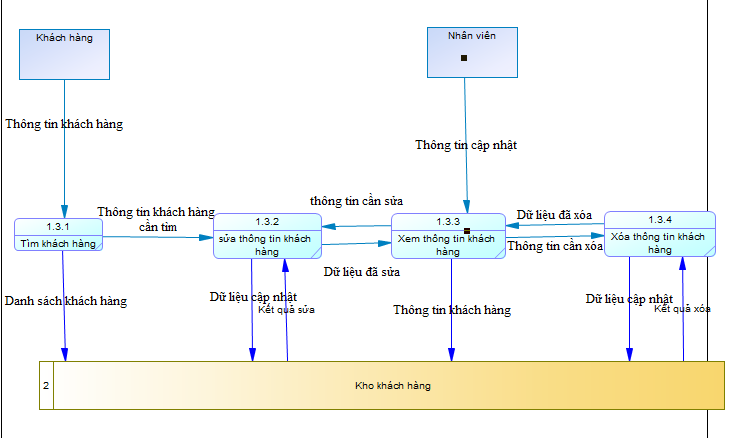 Khách hàng
Nhân viên
Thông tin khách hàng
Thông tin cập nhật
thông tin cần sửa
Thông tin khách hàng
cần tìm
Dữ liệu đã xóa
1.3.1
Tìm khách hàng
1.3.2
sửa thông tin khách
hàng
1.3.3
Xem thông tin khách
hàng
1.3.4
Xóa thông tin khách
hàng
Thông tin cần xóa
Dữ liệu đã sửa
Danh sách khách hàng
Dữ liệu cập nhật
Kết quả sửa
Thông tin khách hàng
Dữ liệu cập nhật
Kết quả xóa
2
Kho khách hàng